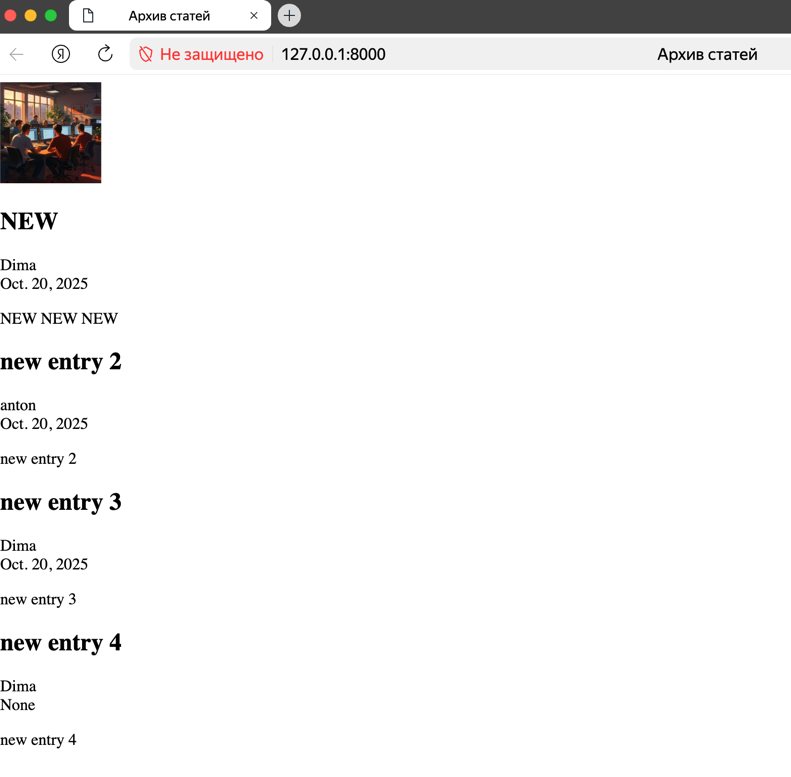 Архив статей
Я Не защищено 127.0.0.1:8000 Архив статей
NEW
Dima
Oct. 20, 2025
NEW NEW NEW
new entry 2
anton
Oct. 20, 2025
new entry 2
new entry 3
Dima
Oct. 20, 2025
new entry 3
new entry 4
Dima
None
new entry 4